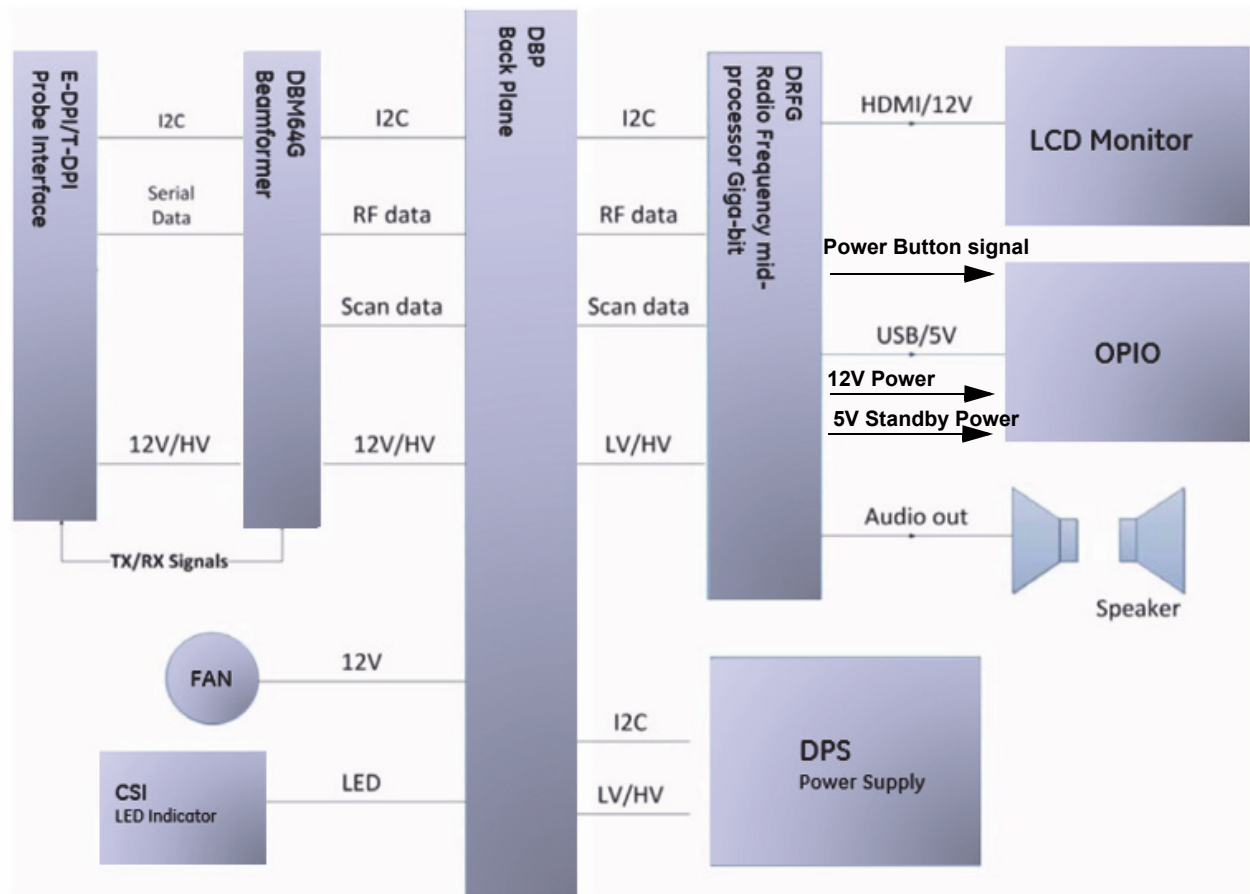 E-DPI/T-DPI
Probe Interface
I2C
Serial
Data
12V/HV
TX/RX Signals
DBM64G
Beamformer
I2C
RF data
Scan data
12V/HV
FAN
12V
CSI
LED Indicator
LED
DBP
Back Plane
I2C
RF data
Scan data
LV/HV
I2C
LV/HV
DRFG
Radio Frequency mid-
processor Giga-bit
HDMI/12V
LCD Monitor
Power Button signal
USB/5V
12V Power
5V Standby Power
OPIO
Audio out
Speaker
DPS
Power Supply